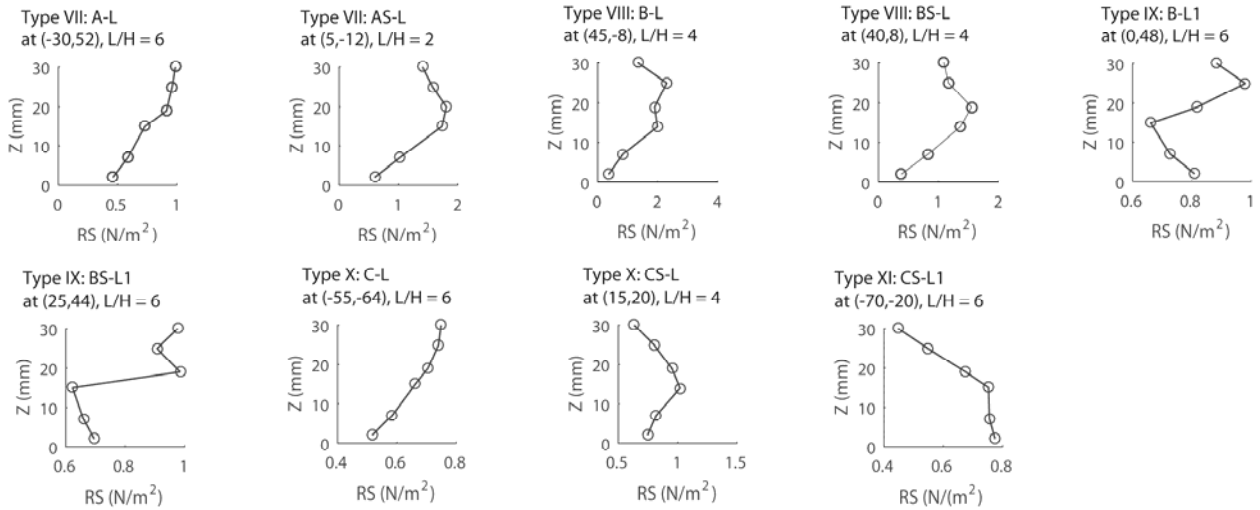 Type VII: A-L
at (-30,52), L/H = 6
30
20
10
0
Z (mm)
0 0.5 1
RS (N/m²)
Type VII: AS-L
at (5,-12), L/H = 2
30
20
10
0
Z (mm)
0 1 2
RS (N/m²)
Type VIII: B-L
at (45,-8), L/H = 4
30
20
10
0
Z (mm)
0 2 4
RS (N/m²)
Type VIII: BS-L
at (40,8), L/H = 4
30
20
10
0
Z (mm)
0 1 2
RS (N/m²)
Type IX: B-L1
at (0,48), L/H = 6
30
20
10
0
Z (mm)
0.6 0.8 1
RS (N/m²)
Type IX: BS-L1
at (25,44), L/H = 6
30
20
10
0
Z (mm)
0.6 0.8 1
RS (N/m²)
Type X: C-L
at (-55,-64), L/H = 6
30
20
10
0
Z (mm)
0.4 0.6 0.8
RS (N/m²)
Type X: CS-L
at (15,20), L/H = 4
30
20
10
0
Z (mm)
0.5 1 1.5
RS (N/m²)
Type XI: CS-L1
at (-70,-20), L/H = 6
30
20
10
0
Z (mm)
0.4 0.6 0.8
RS (N/(m²)